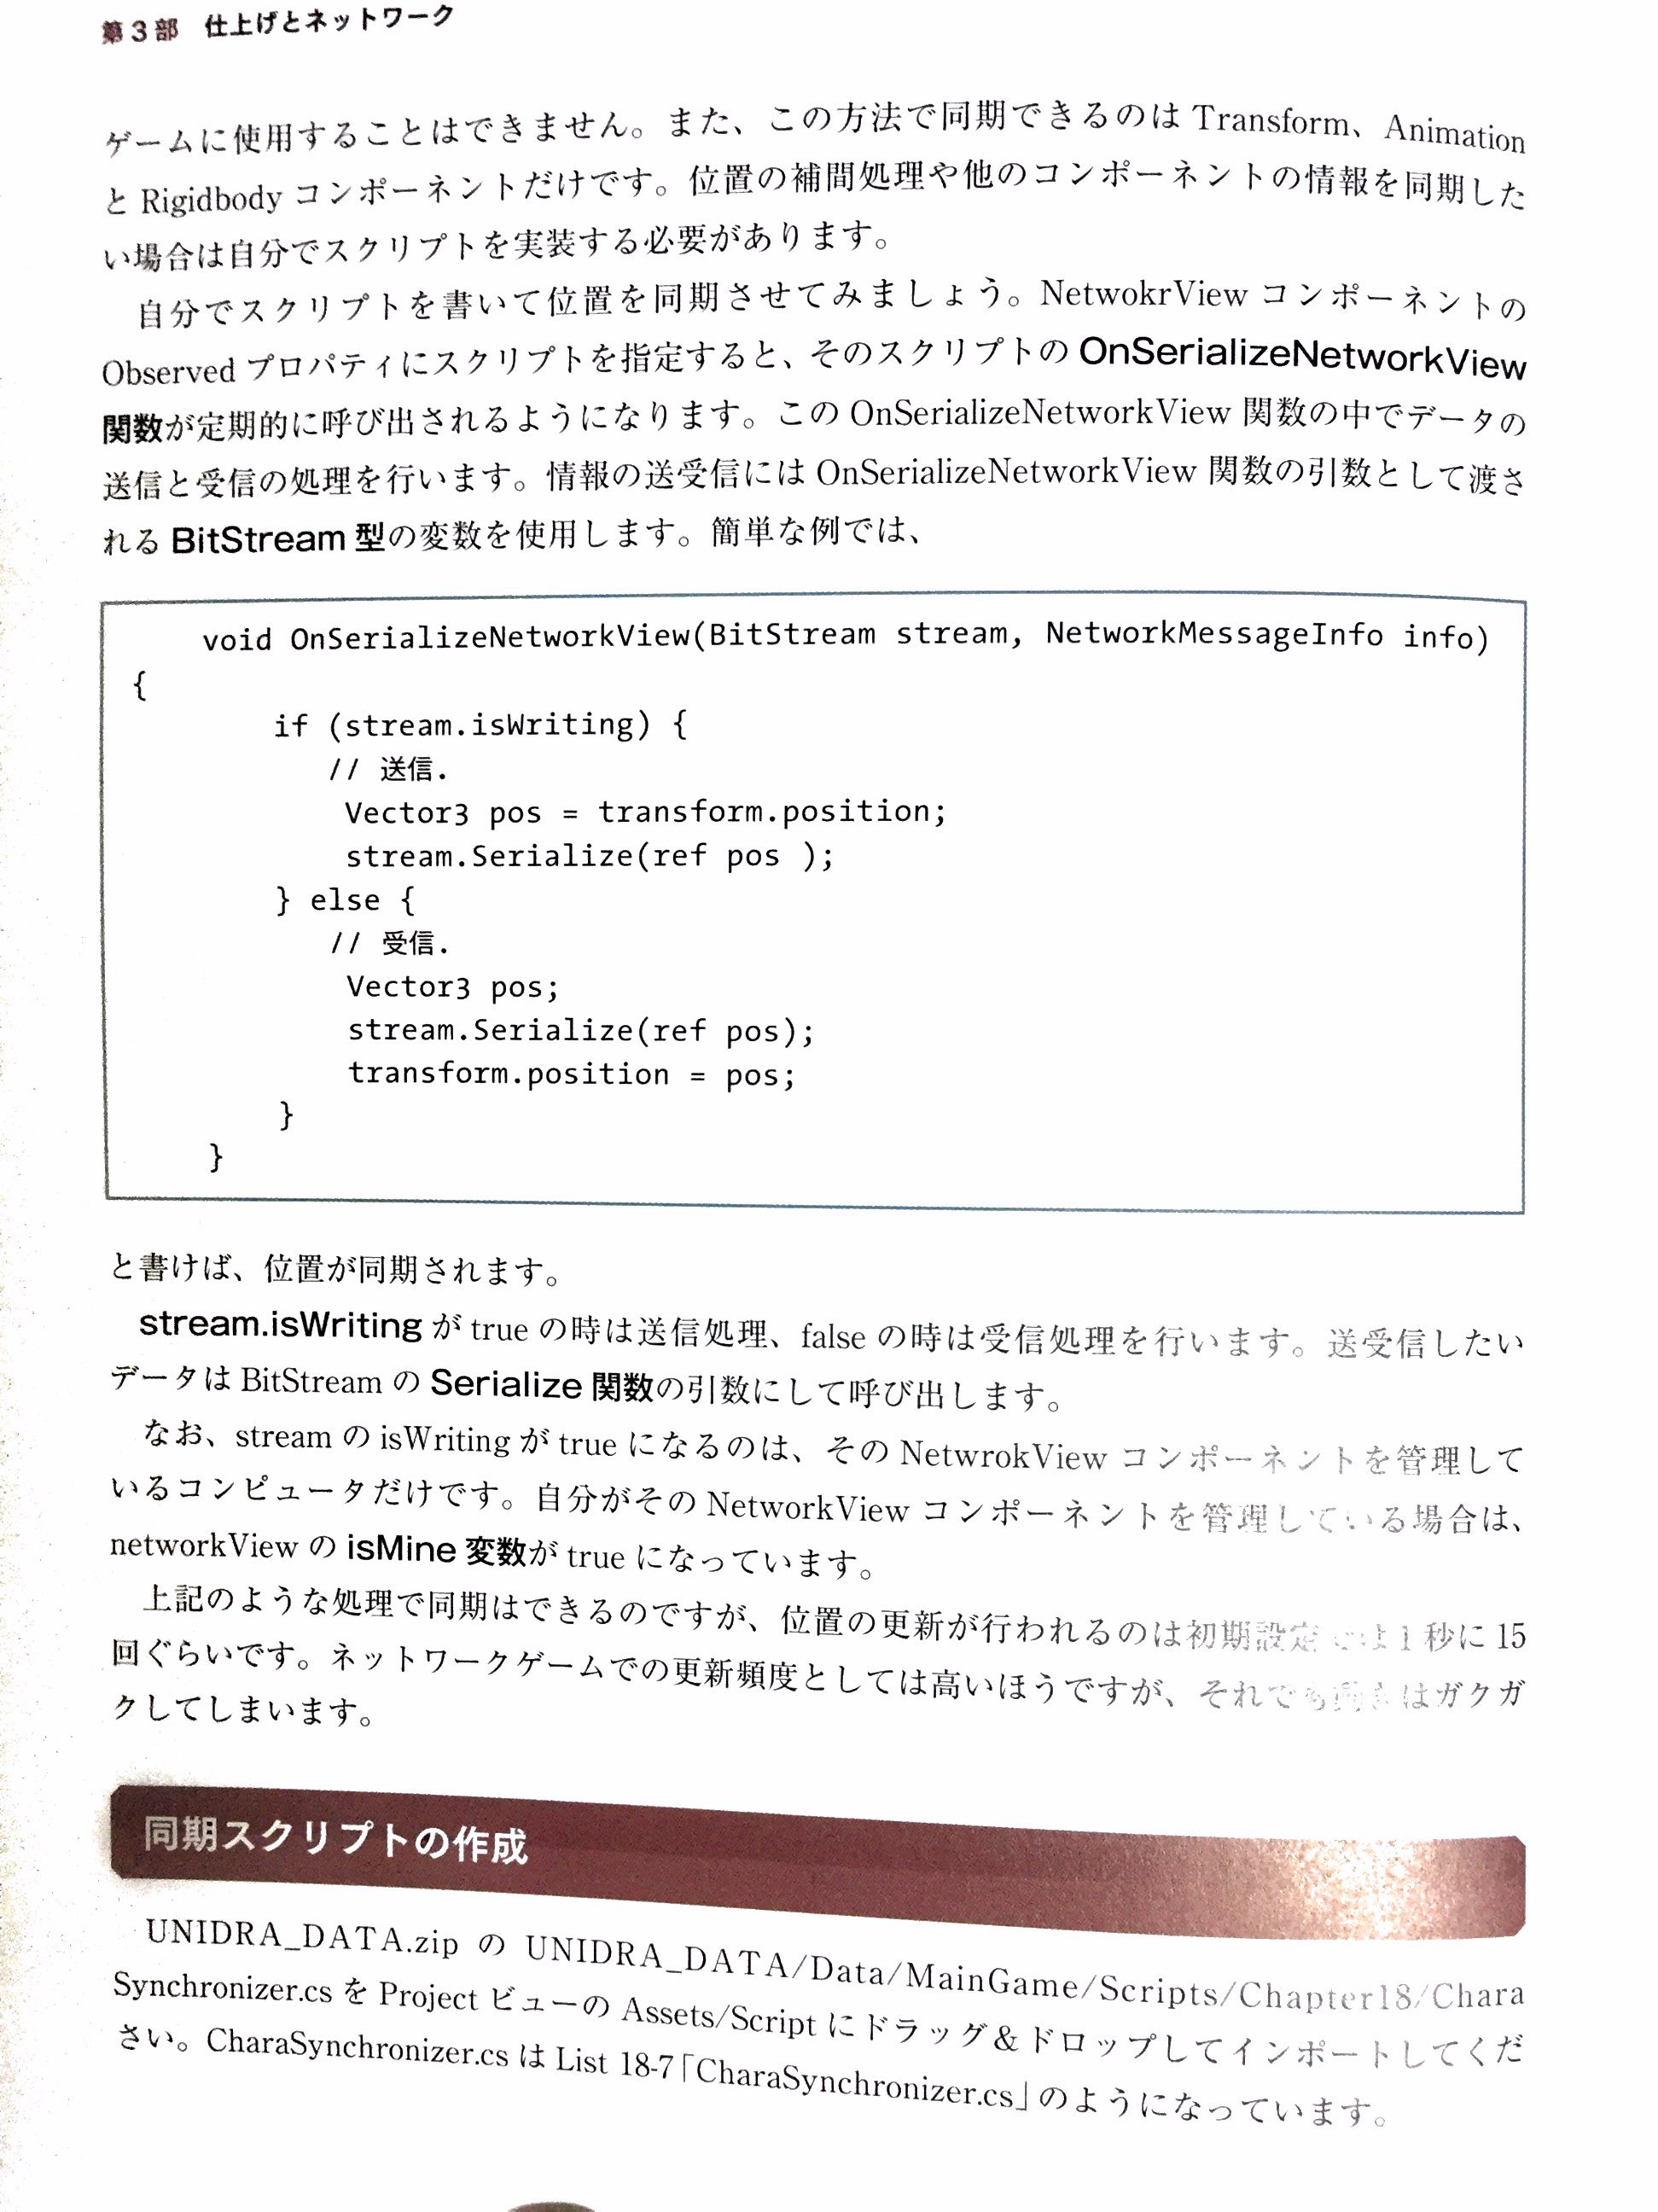 第3部 仕上げとネットワーク
ゲームに使用することはできません。また、この方法で同期できるのは Transform、Animation
と Rigidbody コンポーネントだけです。位置の補間処理や他のコンポーネントの情報を同期した
い場合は自分でスクリプトを実装する必要があります。
自分でスクリプトを書いて位置を同期させてみましょう。NetwokrView コンポーネントの
Observed プロパティにスクリプトを指定すると、そのスクリプトの OnSerializeNetworkView
関数が定期的に呼び出されるようになります。この OnSerializeNetworkView 関数の中でデータの
送信と受信の処理を行います。情報の送受信には OnSerializeNetworkView 関数の引数として渡さ
れる BitStream 型の変数を使用します。簡単な例では、
void OnSerializeNetworkView(BitStream stream, NetworkMessageInfo info)
{
if (stream.isWriting) {
// 送信.
Vector3 pos = transform.position;
stream.Serialize(ref pos );
} else {
// 受信.
Vector3 pos;
stream.Serialize(ref pos);
transform.position = pos;
}
}
と書けば、位置が同期されます。
stream.isWriting が true の時は送信処理、false の時は受信処理を行います。送受信したい
データは BitStream の Serialize 関数の引数にして呼び出します。
なお、stream の isWriting が true になるのは、その NetwrokView コンポーネントを管理して
いるコンピュータだけです。自分がその NetworkView コンポーネントを管理している場合は、
networkView の isMine 変数が true になっています。
上記のような処理で同期はできるのですが、位置の更新が行われるのは初期設定では1秒に 15
回ぐらいです。ネットワークゲームでの更新頻度としては高いほうですが、それでも動きはガクガ
クしてしまいます。
同期スクリプトの作成
UNIDRA_DATA.zip の UNIDRA_DATA/Data/MainGame/Scripts/Chapter18/Chara
Synchronizer.cs を Project ビューの Assets/Script にドラッグ＆ドロップしてインポートしてくだ
さい。CharaSynchronizer.cs は List 18-7「CharaSynchronizer.cs」のようになっています。